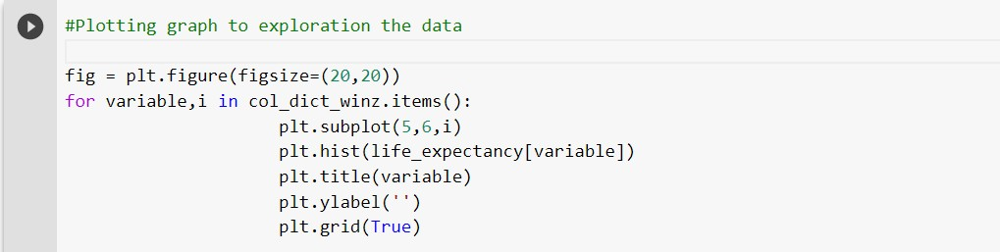 #Plotting graph to exploration the data
fig = plt.figure(figsize=(20,20))
for variable,i in col_dict_winz.items():
                     plt.subplot(5,6,i)
                     plt.hist(life_expectancy[variable])
                     plt.title(variable)
                     plt.ylabel('')
                     plt.grid(True)